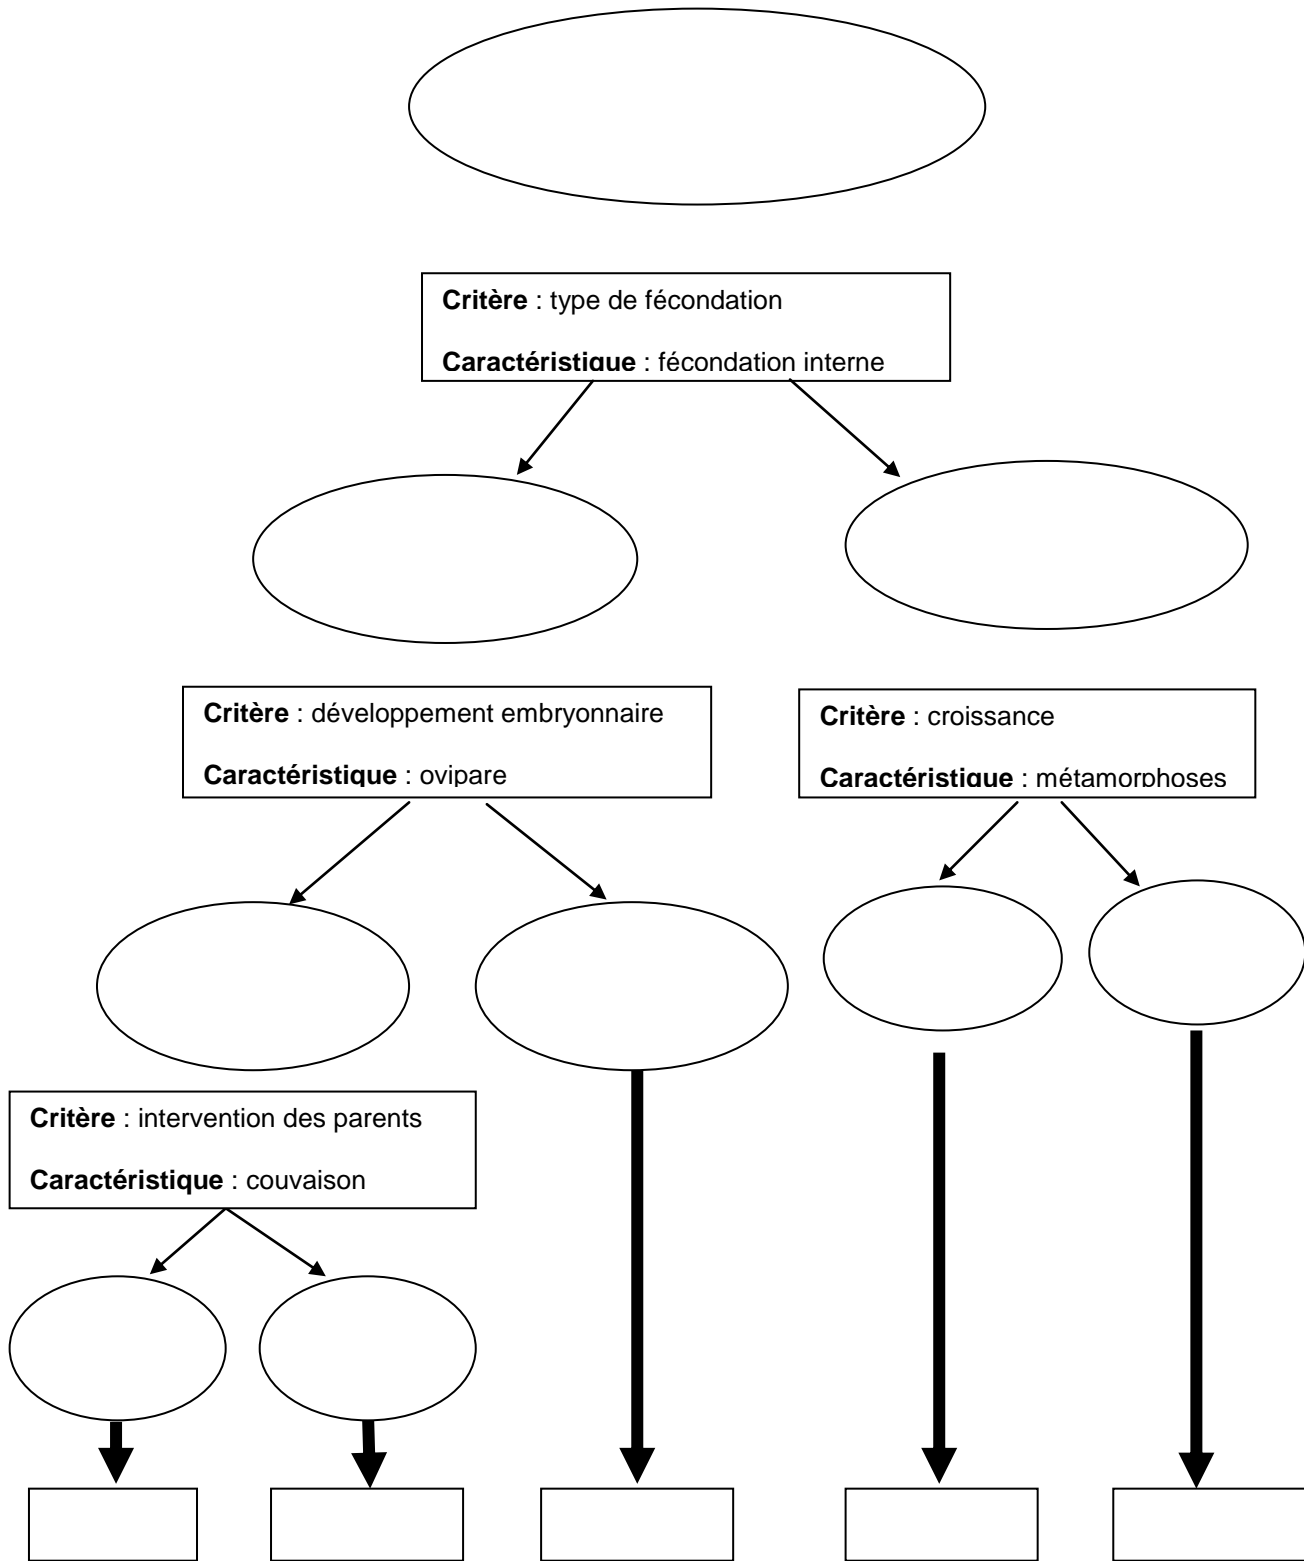 Critère : type de fécondation
Caractéristique : fécondation interne
Critère : développement embryonnaire
Caractéristique : ovipare
Critère : croissance
Caractéristique : métamorphoses
Critère : intervention des parents
Caractéristique : couvaison